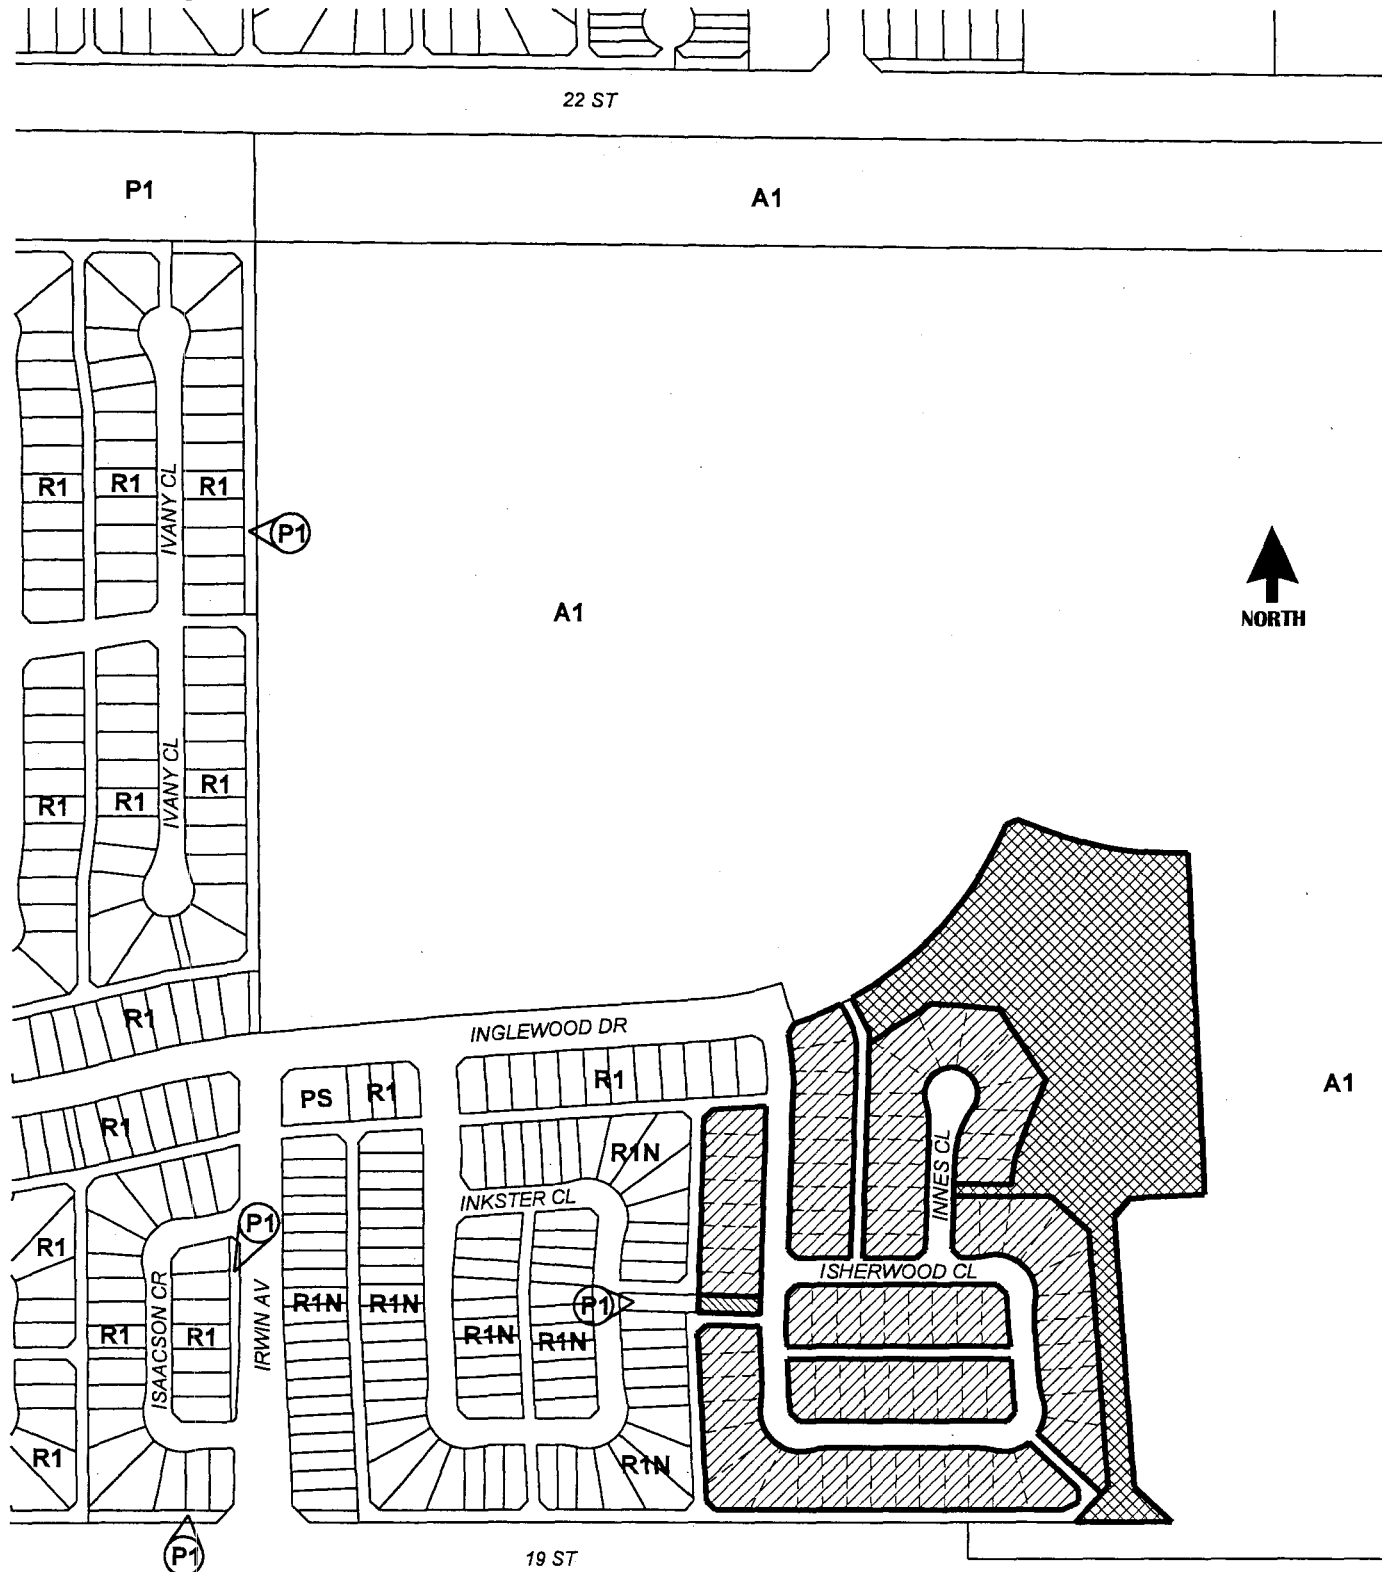 22 ST
P1
A1
R1
R1
R1
IVANY CL
P1
A1
NORTH
R1
R1
IVANY CL
R1
R1
INGLEWOOD DR
PS
R1
R1
A1
R1
R1N
INNES CL
INKSTER CL
P1
R1
ISHERWOOD CL
ISAACSON CR
IRWIN AV
R1N
R1N
P1
R1
R1
R1N
R1N
R1
R1N
P1
19 ST